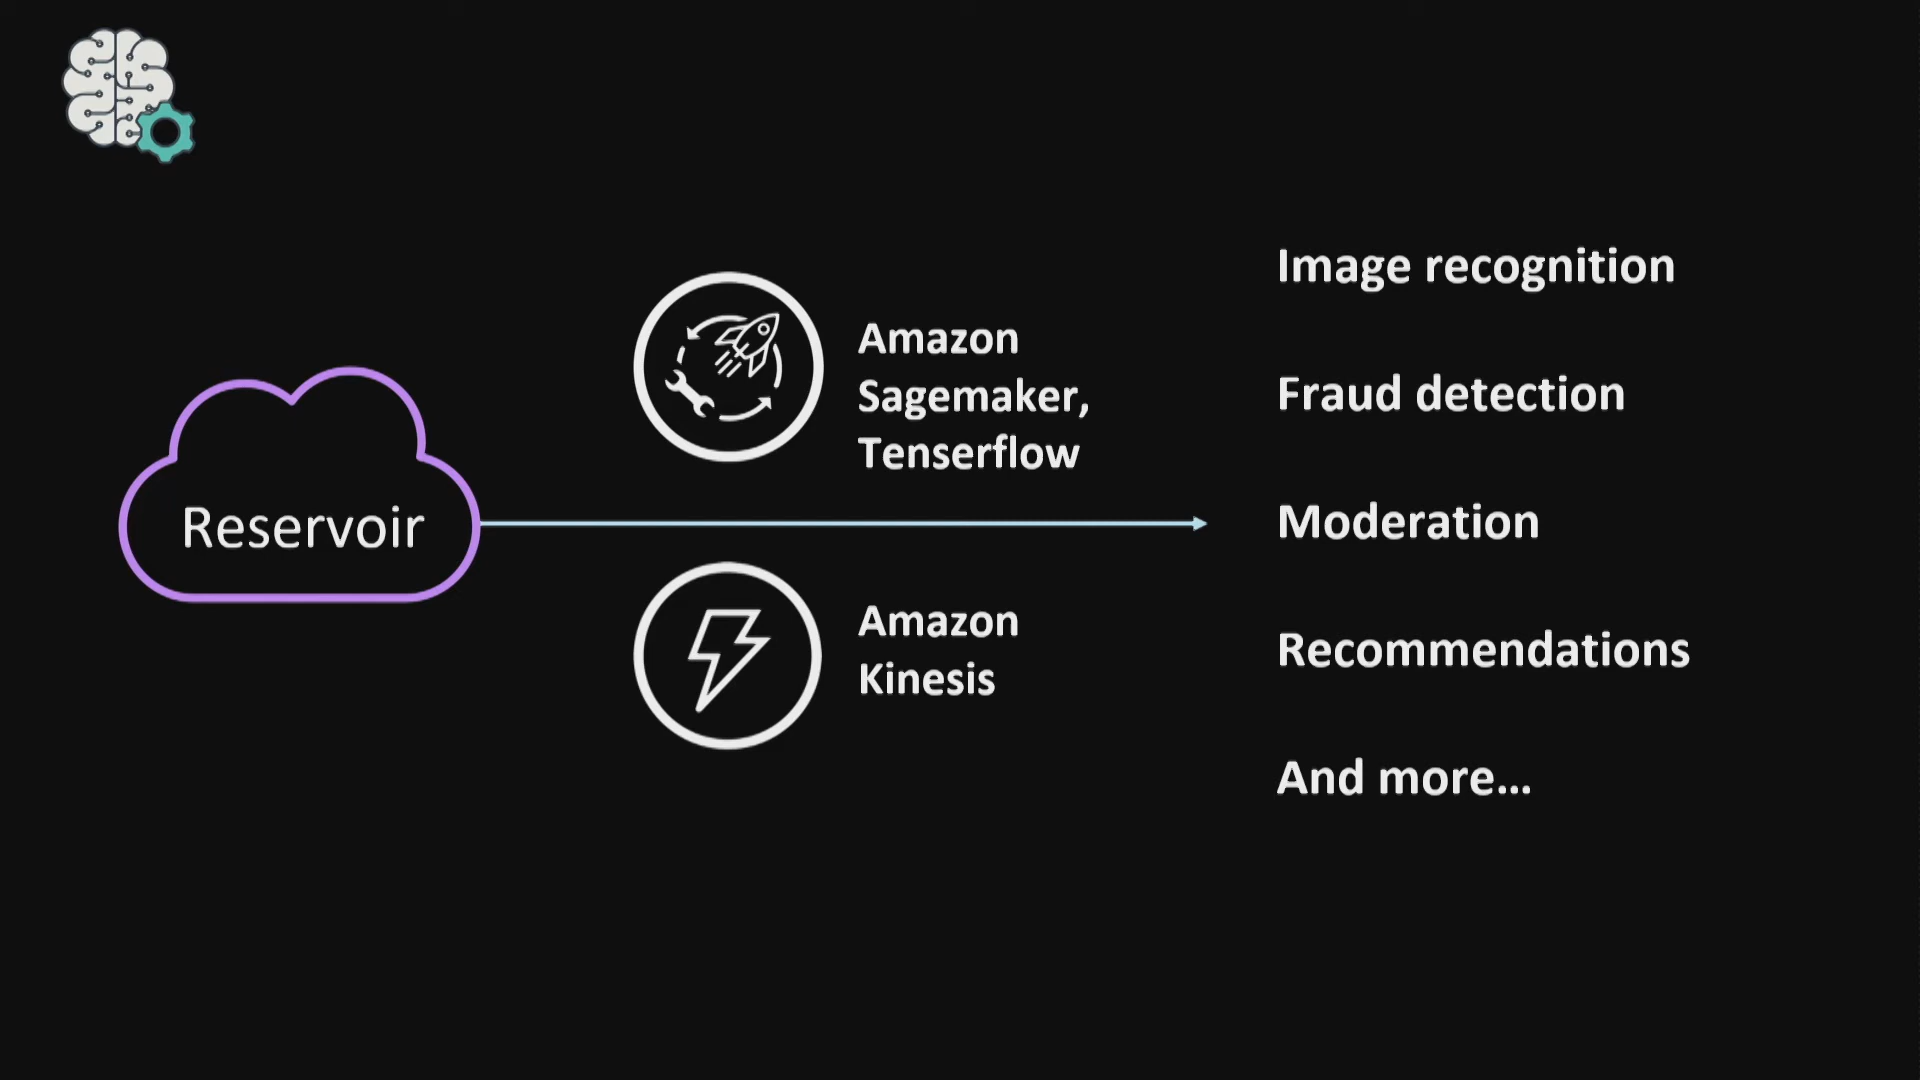 Reservoir
Amazon
Sagemaker,
Tenserflow
Amazon
Kinesis
Image recognition
Fraud detection
Moderation
Recommendations
And more...